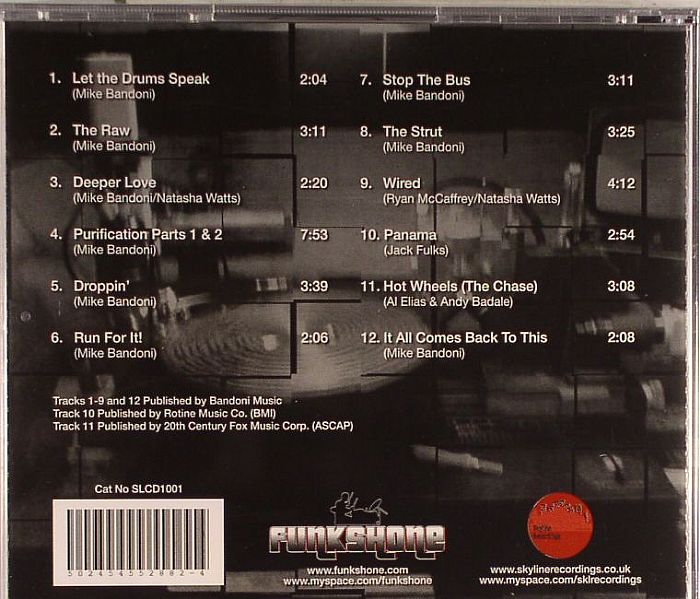 1. Let the Drums Speak 2:04
(Mike Bandoni)
2. The Raw 3:11
(Mike Bandoni)
3. Deeper Love 2:20
(Mike Bandoni/Natasha Watts)
4. Purification Parts 1 & 2 7:53
(Mike Bandoni)
5. Droppin' 3:39
(Mike Bandoni)
6. Run For It! 2:06
(Mike Bandoni)
7. Stop The Bus 3:11
(Mike Bandoni)
8. The Strut 3:25
(Mike Bandoni)
9. Wired 4:12
(Ryan McCaffrey/Natasha Watts)
10. Panama 2:54
(Jack Fulks)
11. Hot Wheels (The Chase) 3:08
(Al Elias & Andy Badale)
12. It All Comes Back To This 2:08
(Mike Bandoni)
Tracks 1-9 and 12 Published by Bandoni Music
Track 10 Published by Rotine Music Co. (BMI)
Track 11 Published by 20th Century Fox Music Corp. (ASCAP)
Cat No SLCD1001
5024545528824
FUNKSHONE
www.funkshone.com
www.myspace.com/funkshone
www.skylinerecordings.co.uk
www.myspace.com/sklrecordings